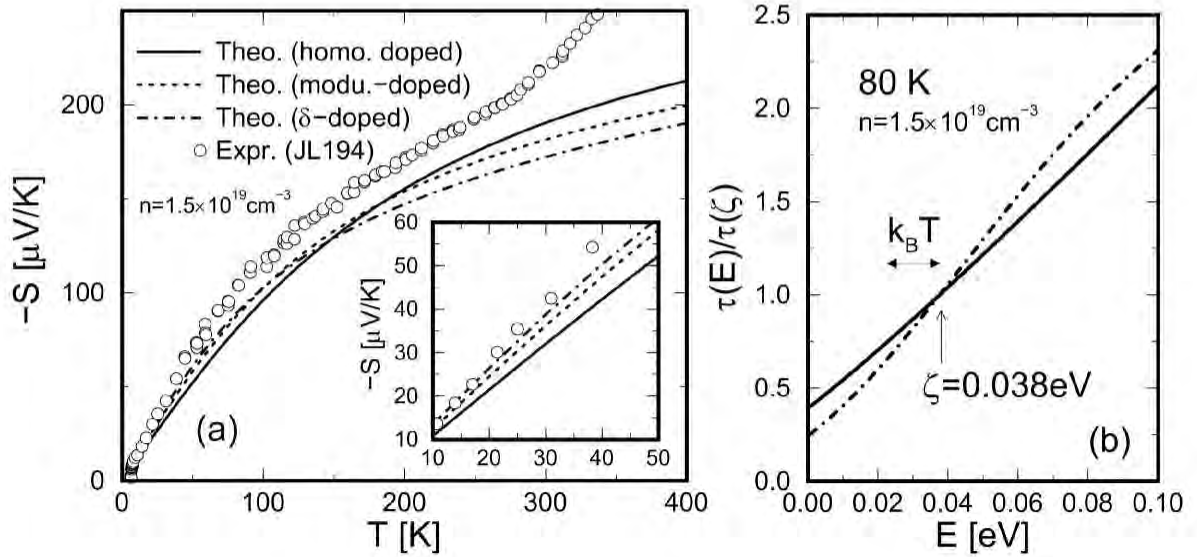 −S [μV/K]
200
100
0
Theo. (homo. doped)
Theo. (modu.−doped)
Theo. (δ−doped)
Expr. (JL194)
n=1.5×10¹⁹cm⁻³
(a)
0
100
200
300
400
T [K]
−S [μV/K]
60
50
40
30
20
10
10
20
30
40
50
τ(E)/τ(ζ)
2.5
2.0
1.5
1.0
0.5
0.0
80 K
n=1.5×10¹⁹cm⁻³
k_BT
ζ=0.038eV
(b)
0.00
0.02
0.04
0.06
0.08
0.10
E [eV]